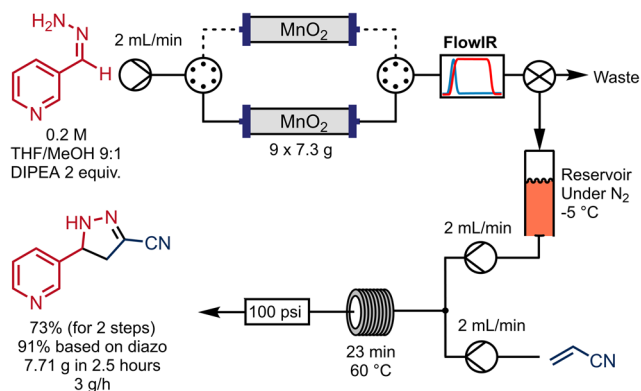 H₂N
N
H
N
0.2 M
THF/MeOH 9:1
DIPEA 2 equiv.
2 mL/min
MnO₂
MnO₂
9 x 7.3 g
FlowIR
Waste
Reservoir
Under N₂
-5 °C
2 mL/min
2 mL/min
CN
23 min
60 °C
100 psi
HN
N
CN
N
73% (for 2 steps)
91% based on diazo
7.71 g in 2.5 hours
3 g/h